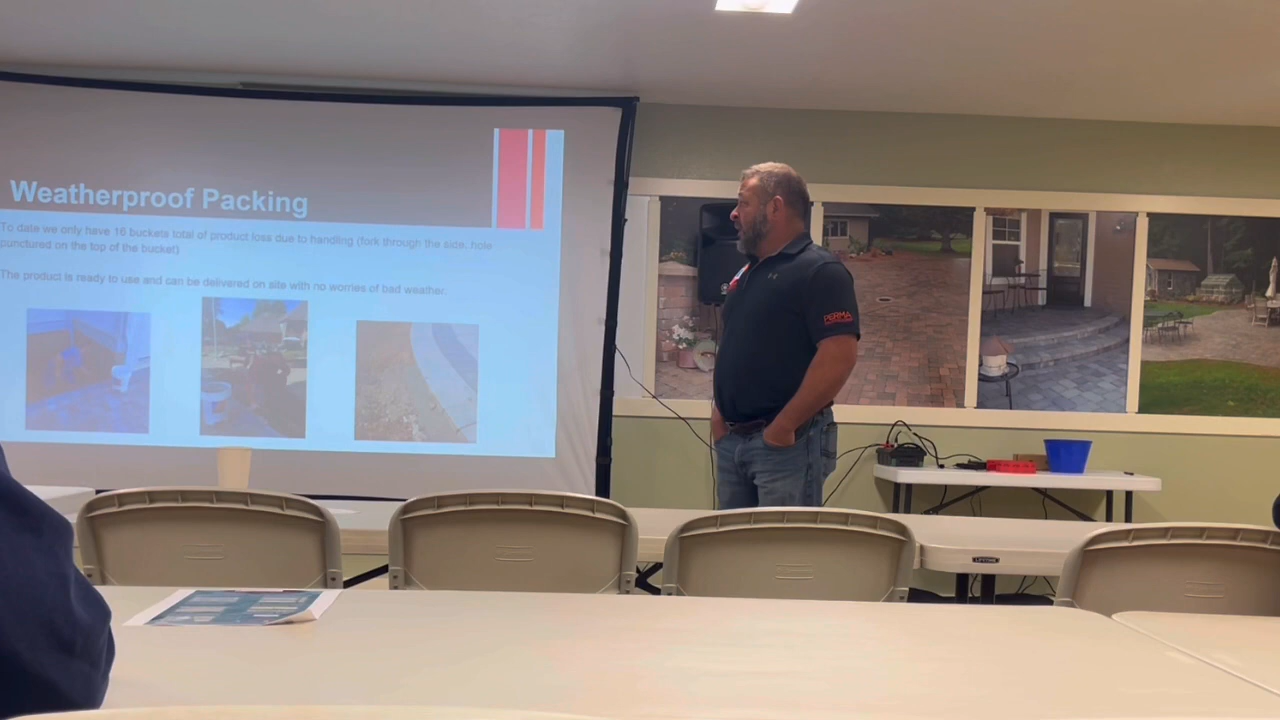 Weatherproof Packing
To date we only have 16 buckets total of product loss due to handling (fork through the side, hole
punctured on the top of the bucket)
The product is ready to use and can be delivered on site with no worries of bad weather.
PERMA
LIFETIME